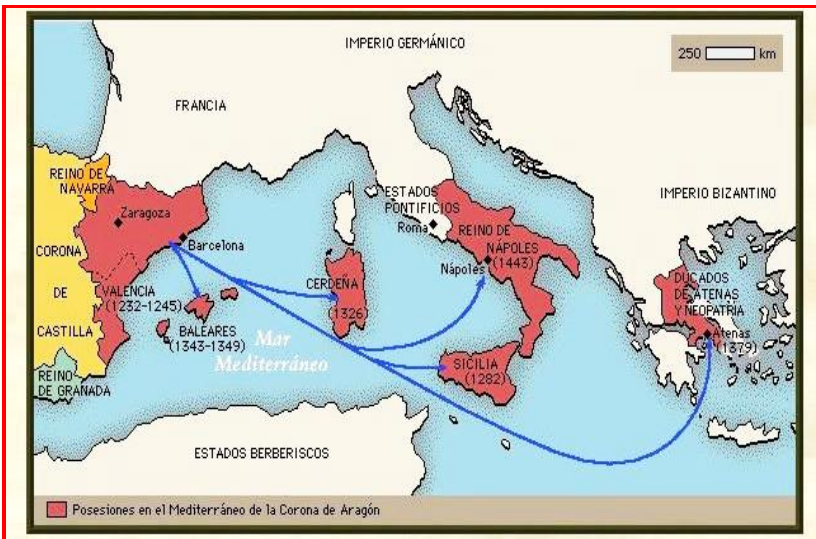 IMPERIO GERMÁNICO
250 km
FRANCIA
REINO DE
NAVARRA
Zaragoza
Barcelona
CORONA
DE
CASTILLA
VALENCIA
(1232-1245)
BALEARES
(1343-1349)
REINO
DE GRANADA
Mar
Mediterráneo
CERDEÑA
(1326)
ESTADOS
PONTIFICIOS
Roma
REINO DE
NÁPOLES
(1443)
Nápoles
SICILIA
(1282)
IMPERIO BIZANTINO
DUCADOS
DE ATENAS
Y NEOPATRIA
Atenas
(1379)
ESTADOS BERBERISCOS
Posesiones en el Mediterráneo de la Corona de Aragón